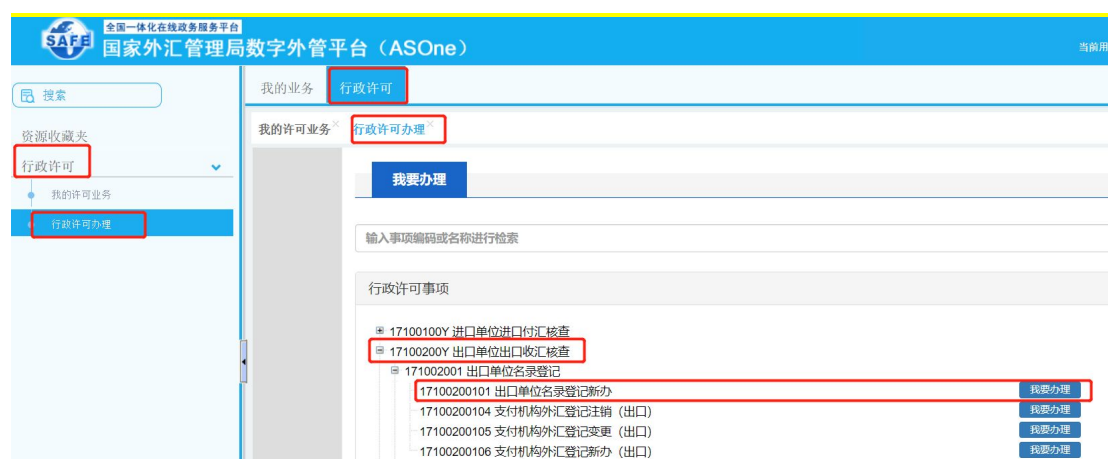 全国一体化在线政务服务平台
SAFE
国家外汇管理局数字外管平台（ASOne）
当前用
搜索
资源收藏夹
行政许可
我的许可业务
行政许可办理
我的业务 行政许可
我的许可业务 行政许可办理
我要办理
输入事项编码或名称进行检索
行政许可事项
17100100Y 进口单位进口付汇核查
17100200Y 出口单位出口收汇核查
171002001 出口单位名录登记
17100200101 出口单位名录登记新办 我要办理
17100200104 支付机构外汇登记注销（出口） 我要办理
17100200105 支付机构外汇登记变更（出口） 我要办理
17100200106 支付机构外汇登记新办（出口） 我要办理